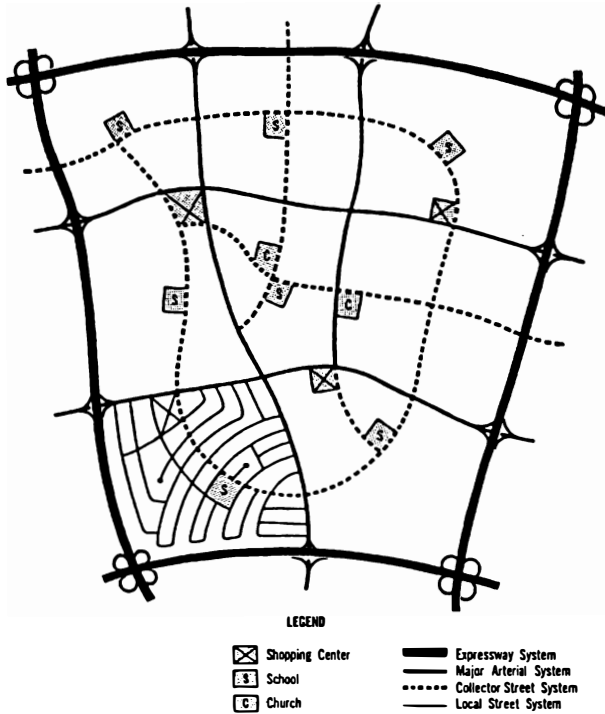 S
S
S
C
S
S
C
S
S
LEGEND
Shopping Center
S School
C Church
Expressway System
Major Arterial System
Collector Street System
Local Street System